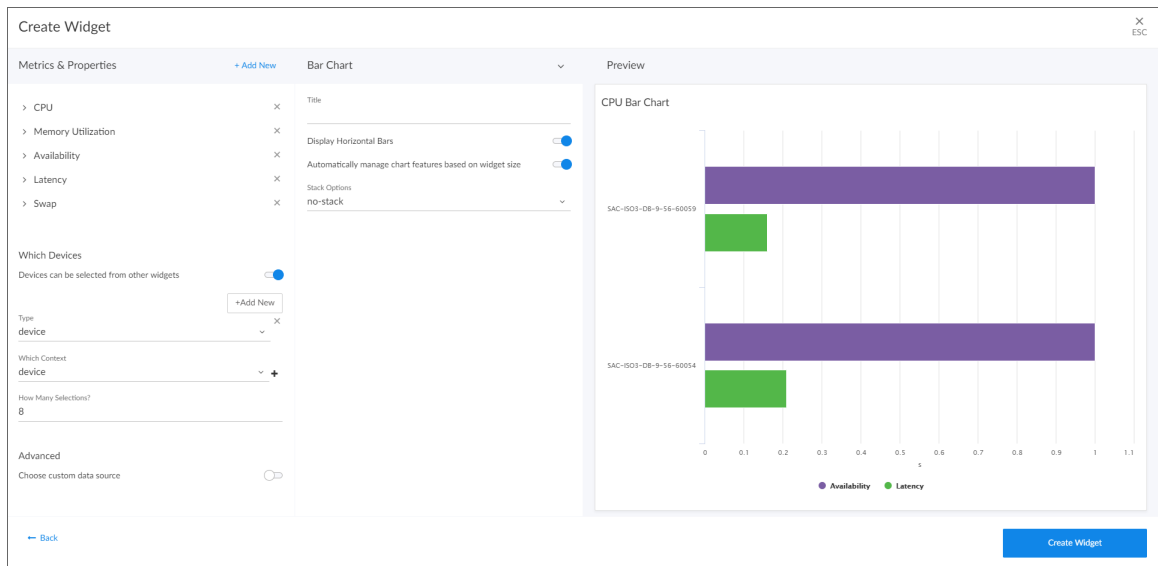 Create Widget
ESC
Metrics & Properties
+ Add New
CPU
Memory Utilization
Availability
Latency
Swap
Which Devices
Devices can be selected from other widgets
+Add New
Type
device
Which Context
device
How Many Selections?
8
Advanced
Choose custom data source
Bar Chart
Title
Display Horizontal Bars
Automatically manage chart features based on widget size
Stack Options
no-stack
Preview
CPU Bar Chart
SAC-ISO3-DB-9-56-60059
SAC-ISO3-DB-9-56-60054
0 0.1 0.2 0.3 0.4 0.5 0.6 0.7 0.8 0.9 1 1.1
s
Availability Latency
← Back
Create Widget